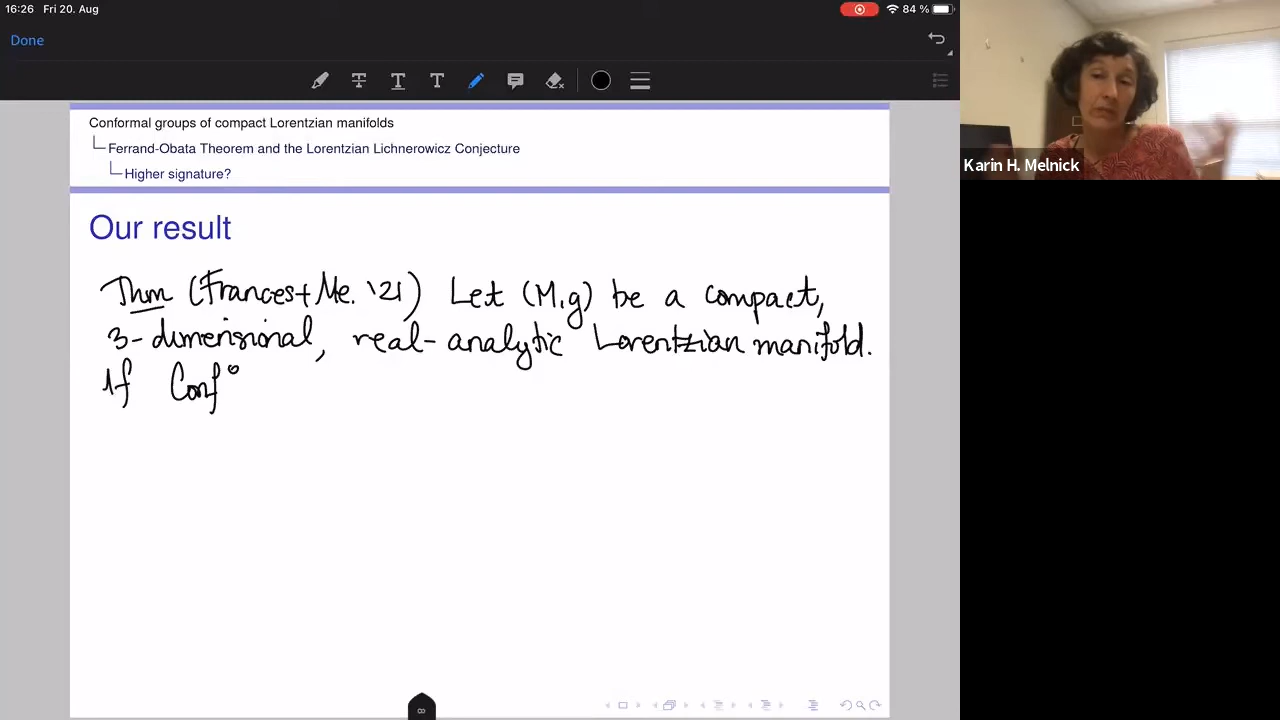 16:26 Fri 20. Aug 84 %
Done
Karin H. Melnick
Conformal groups of compact Lorentzian manifolds
Ferrand-Obata Theorem and the Lorentzian Lichnerowicz Conjecture
Higher signature?
Our result
Thm (Frances + Me. '21) Let (M,g) be a compact,
3-dimensional, real-analytic Lorentzian manifold.
If Conf°